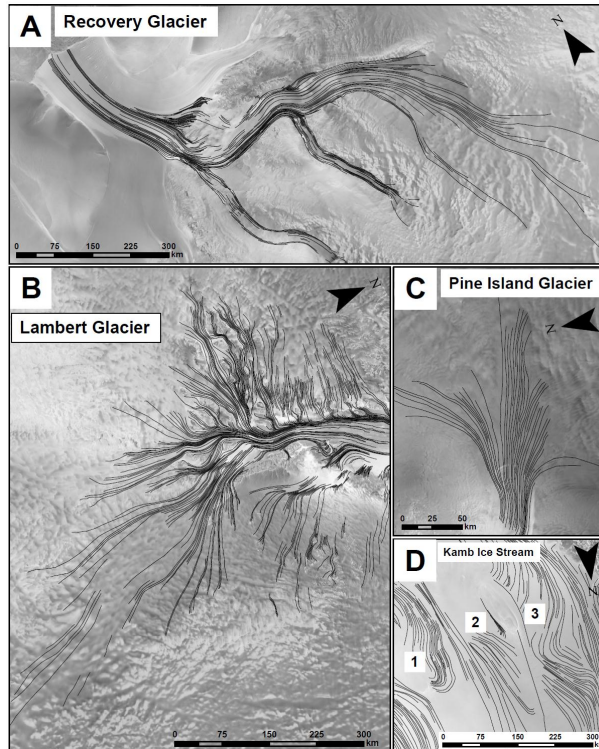 A
Recovery Glacier
N
0 75 150 225 300
km
B
Lambert Glacier
N
0 75 150 225 300
km
C
Pine Island Glacier
N
0 25 50
km
D
Kamb Ice Stream
N
1
2
3
0 75 150 225 300
km